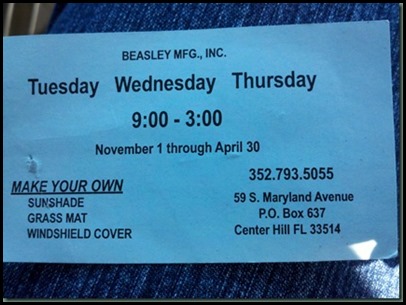 BEASLEY MFG., INC.
Tuesday Wednesday Thursday
9:00 - 3:00
November 1 through April 30
MAKE YOUR OWN
SUNSHADE
GRASS MAT
WINDSHIELD COVER
352.793.5055
59 S. Maryland Avenue
P.O. Box 637
Center Hill FL 33514